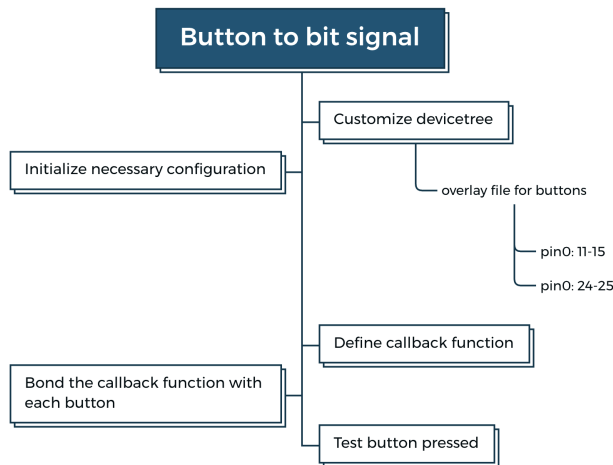 Button to bit signal
Customize devicetree
Initialize necessary configuration
overlay file for buttons
pin0: 11-15
pin0: 24-25
Define callback function
Bond the callback function with
each button
Test button pressed